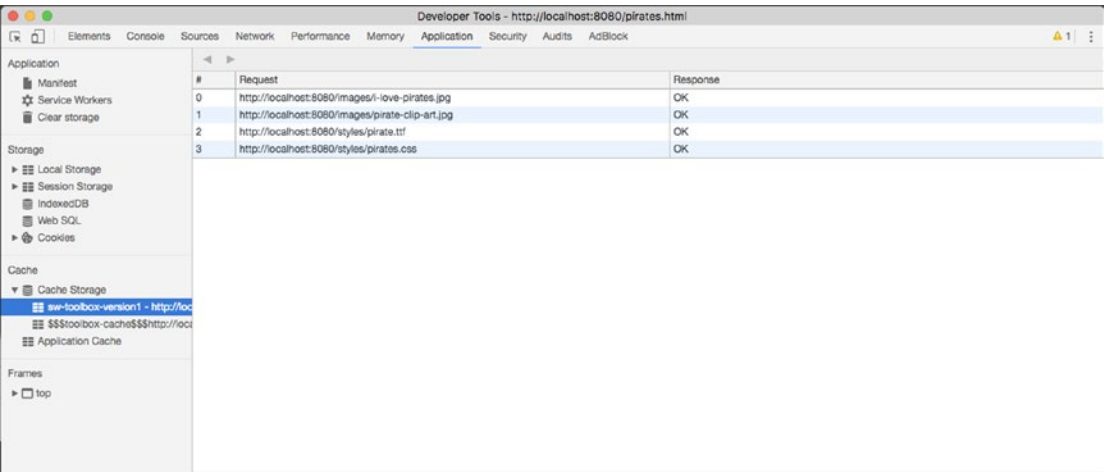 Developer Tools - http://localhost:8080/pirates.html
Elements Console Sources Network Performance Memory Application Security Audits AdBlock 1
Application
Manifest
Service Workers
Clear storage
Storage
Local Storage
Session Storage
IndexedDB
Web SQL
Cookies
Cache
Cache Storage
sw-toolbox-version1 - http://loc
$$$toolbox-cache$$$http://loca
Application Cache
Frames
top
# Request Response
0 http://localhost:8080/images/i-love-pirates.jpg OK
1 http://localhost:8080/images/pirate-clip-art.jpg OK
2 http://localhost:8080/styles/pirate.ttf OK
3 http://localhost:8080/styles/pirates.css OK